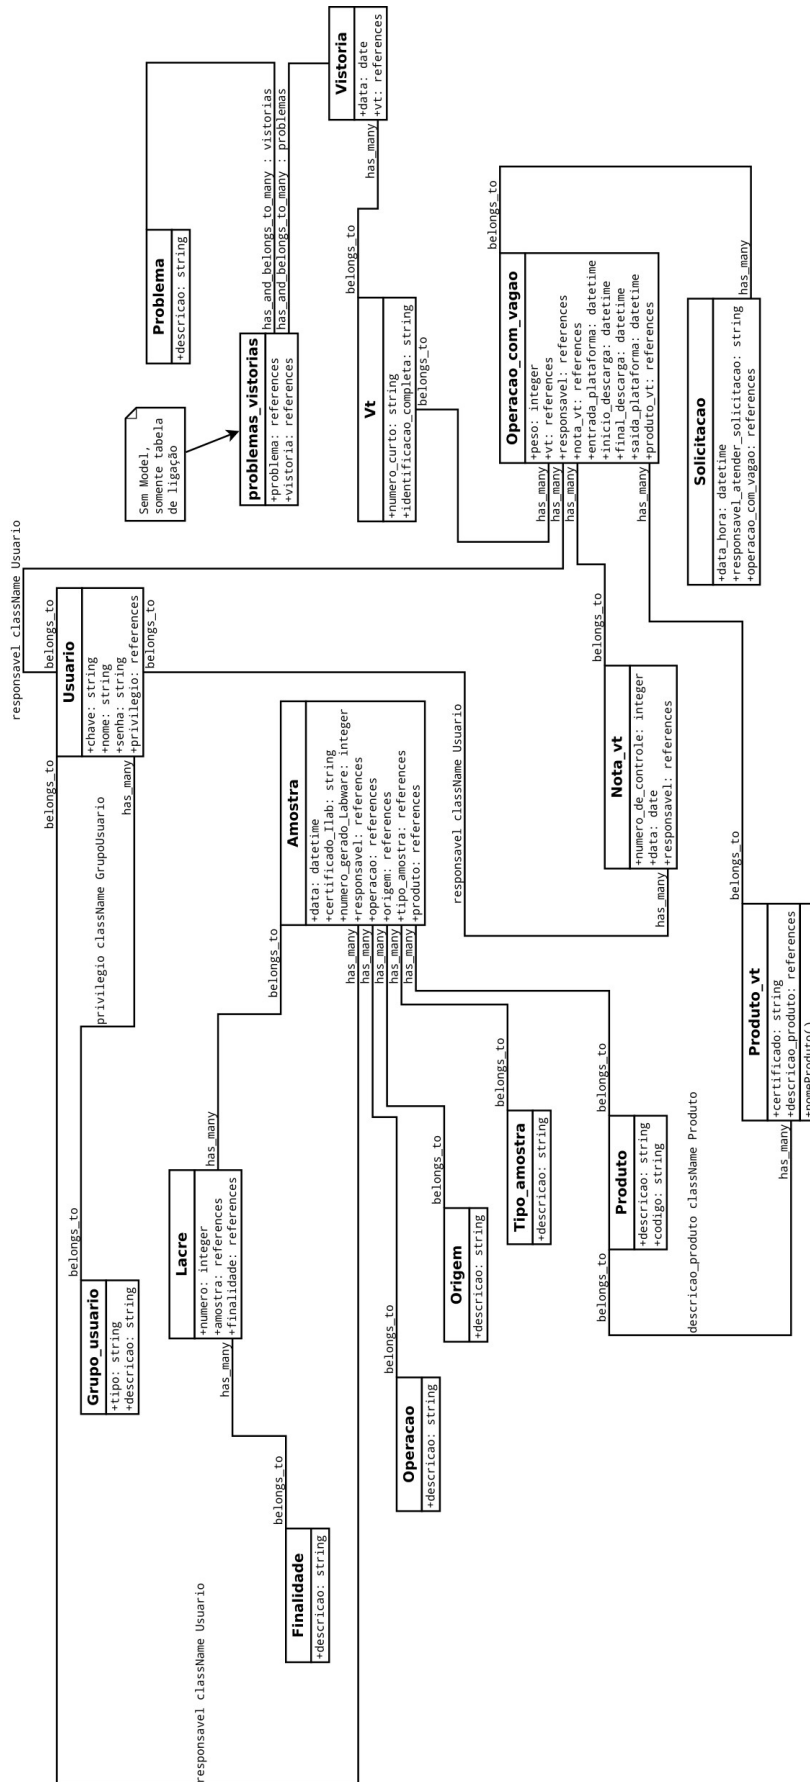 responsavel className Usuario
belongs_to
Grupo_usuario
+tipo: string
+descricao: string
belongs_to
privilegio className GrupoUsuario
has_many
belongs_to
Usuario
+chave: string
+nome: string
+senha: string
+privilegio: references
belongs_to
belongs_to
responsavel className Usuario
Sem Model,
somente tabela
de ligação
Problema
+descricao: string
problemas_vistorias
+problema: references
+vistoria: references
has_and_belongs_to_many : vistorias
has_and_belongs_to_many : problemas
Vistoria
+data: date
+vt: references
has_many
belongs_to
Vt
+numero_curto: string
+identificacao_completa: string
belongs_to
Finalidade
+descricao: string
belongs_to
has_many
Lacre
+numero: integer
+amostra: references
+finalidade: references
has_many
belongs_to
Amostra
+data: datetime
+certificado_Ilab: string
+numero_gerado_Labware: integer
+responsavel: references
+operacao: references
+origem: references
+tipo_amostra: references
+produto: references
has_many
has_many
has_many
has_many
has_many
responsavel className Usuario
Operacao
+descricao: string
belongs_to
Origem
+descricao: string
belongs_to
Tipo_amostra
+descricao: string
belongs_to
Produto
+descricao: string
+codigo: string
belongs_to
belongs_to
descricao_produto className Produto
has_many
Produto_vt
+certificado: string
+descricao_produto: references
+nomeProduto()
belongs_to
Nota_vt
+numero_de_controle: integer
+data: date
+responsavel: references
has_many
belongs_to
Operacao_com_vagao
+peso: integer
+vt: references
+responsavel: references
+nota_vt: references
+entrada_plataforma: datetime
+inicio_descarga: datetime
+final_descarga: datetime
+saida_plataforma: datetime
+produto_vt: references
has_many
has_many
has_many
has_many
belongs_to
Solicitacao
+data_hora: datetime
+responsavel_atender_solicitacao: string
+operacao_com_vagao: references
has_many